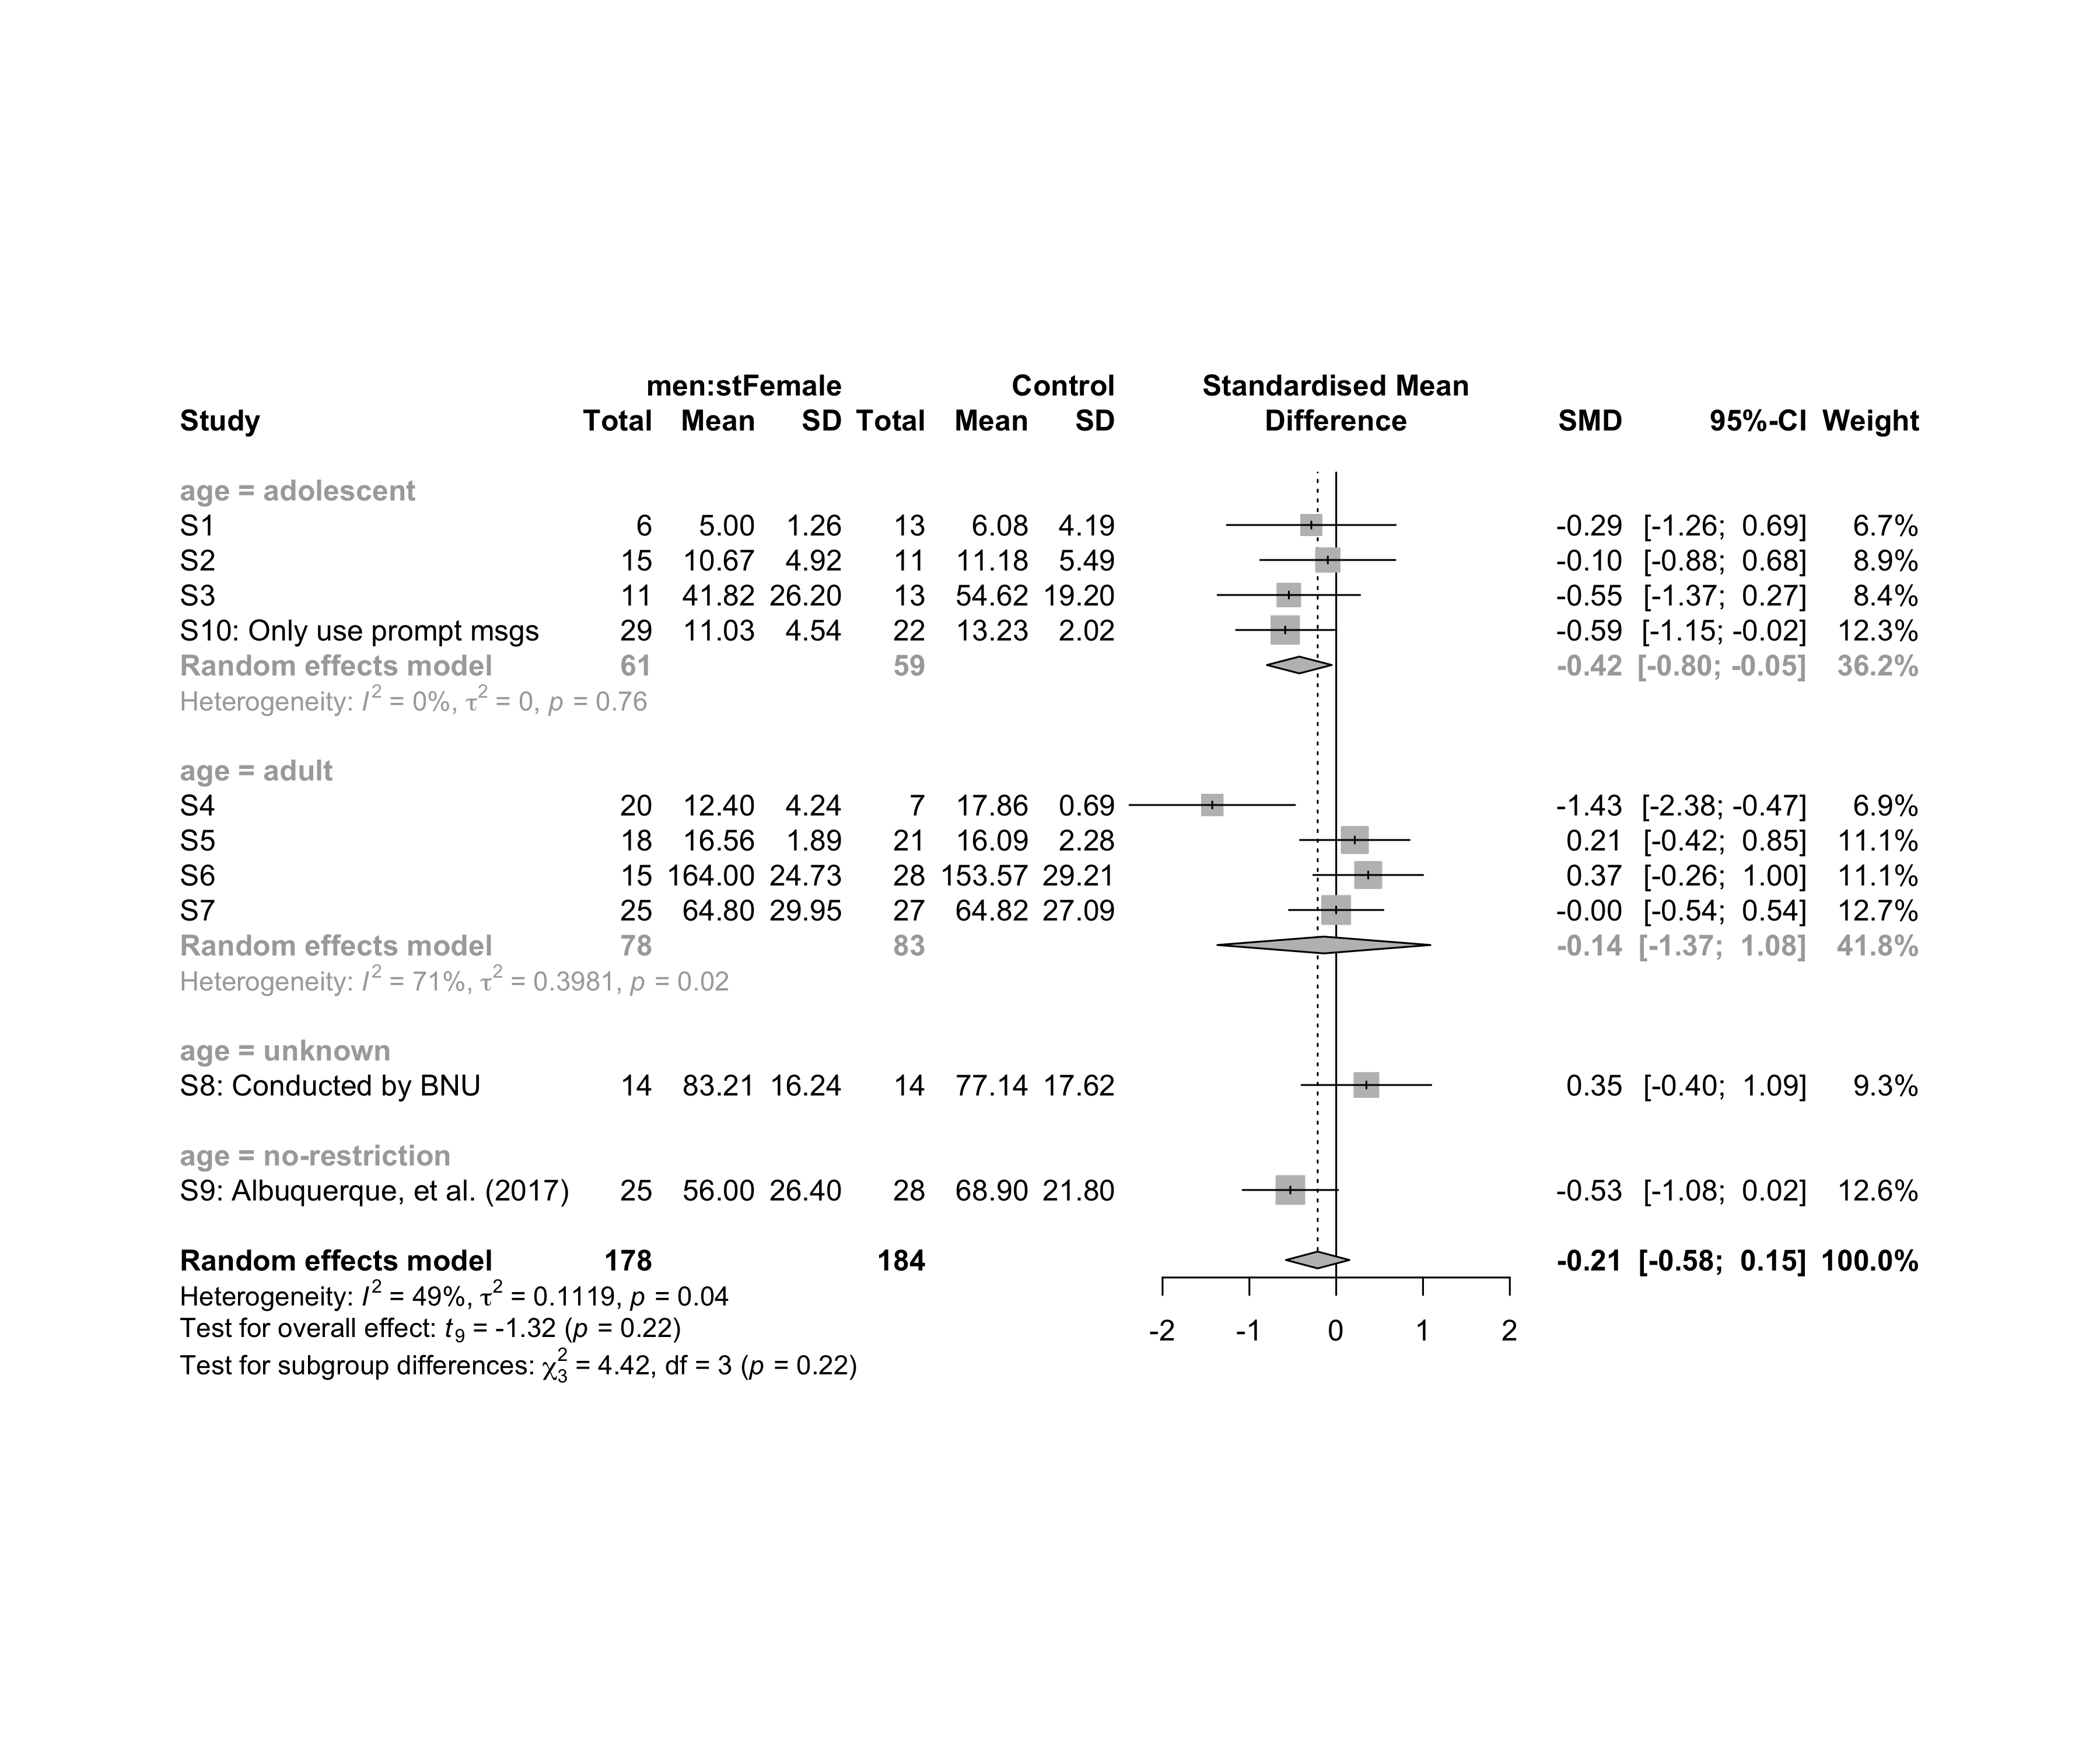 men:stFemale Control Standardised Mean
Study Total Mean SD Total Mean SD Difference SMD 95%-CI Weight
age = adolescent
S1 6 5.00 1.26 13 6.08 4.19 -0.29 [-1.26; 0.69] 6.7%
S2 15 10.67 4.92 11 11.18 5.49 -0.10 [-0.88; 0.68] 8.9%
S3 11 41.82 26.20 13 54.62 19.20 -0.55 [-1.37; 0.27] 8.4%
S10: Only use prompt msgs 29 11.03 4.54 22 13.23 2.02 -0.59 [-1.15; -0.02] 12.3%
Random effects model 61 59 -0.42 [-0.80; -0.05] 36.2%
Heterogeneity: I² = 0%, τ² = 0, p = 0.76
age = adult
S4 20 12.40 4.24 7 17.86 0.69 -1.43 [-2.38; -0.47] 6.9%
S5 18 16.56 1.89 21 16.09 2.28 0.21 [-0.42; 0.85] 11.1%
S6 15 164.00 24.73 28 153.57 29.21 0.37 [-0.26; 1.00] 11.1%
S7 25 64.80 29.95 27 64.82 27.09 -0.00 [-0.54; 0.54] 12.7%
Random effects model 78 83 -0.14 [-1.37; 1.08] 41.8%
Heterogeneity: I² = 71%, τ² = 0.3981, p = 0.02
age = unknown
S8: Conducted by BNU 14 83.21 16.24 14 77.14 17.62 0.35 [-0.40; 1.09] 9.3%
age = no-restriction
S9: Albuquerque, et al. (2017) 25 56.00 26.40 28 68.90 21.80 -0.53 [-1.08; 0.02] 12.6%
Random effects model 178 184 -0.21 [-0.58; 0.15] 100.0%
Heterogeneity: I² = 49%, τ² = 0.1119, p = 0.04
Test for overall effect: t₉ = -1.32 (p = 0.22)
-2 -1 0 1 2
Test for subgroup differences: χ²₃ = 4.42, df = 3 (p = 0.22)